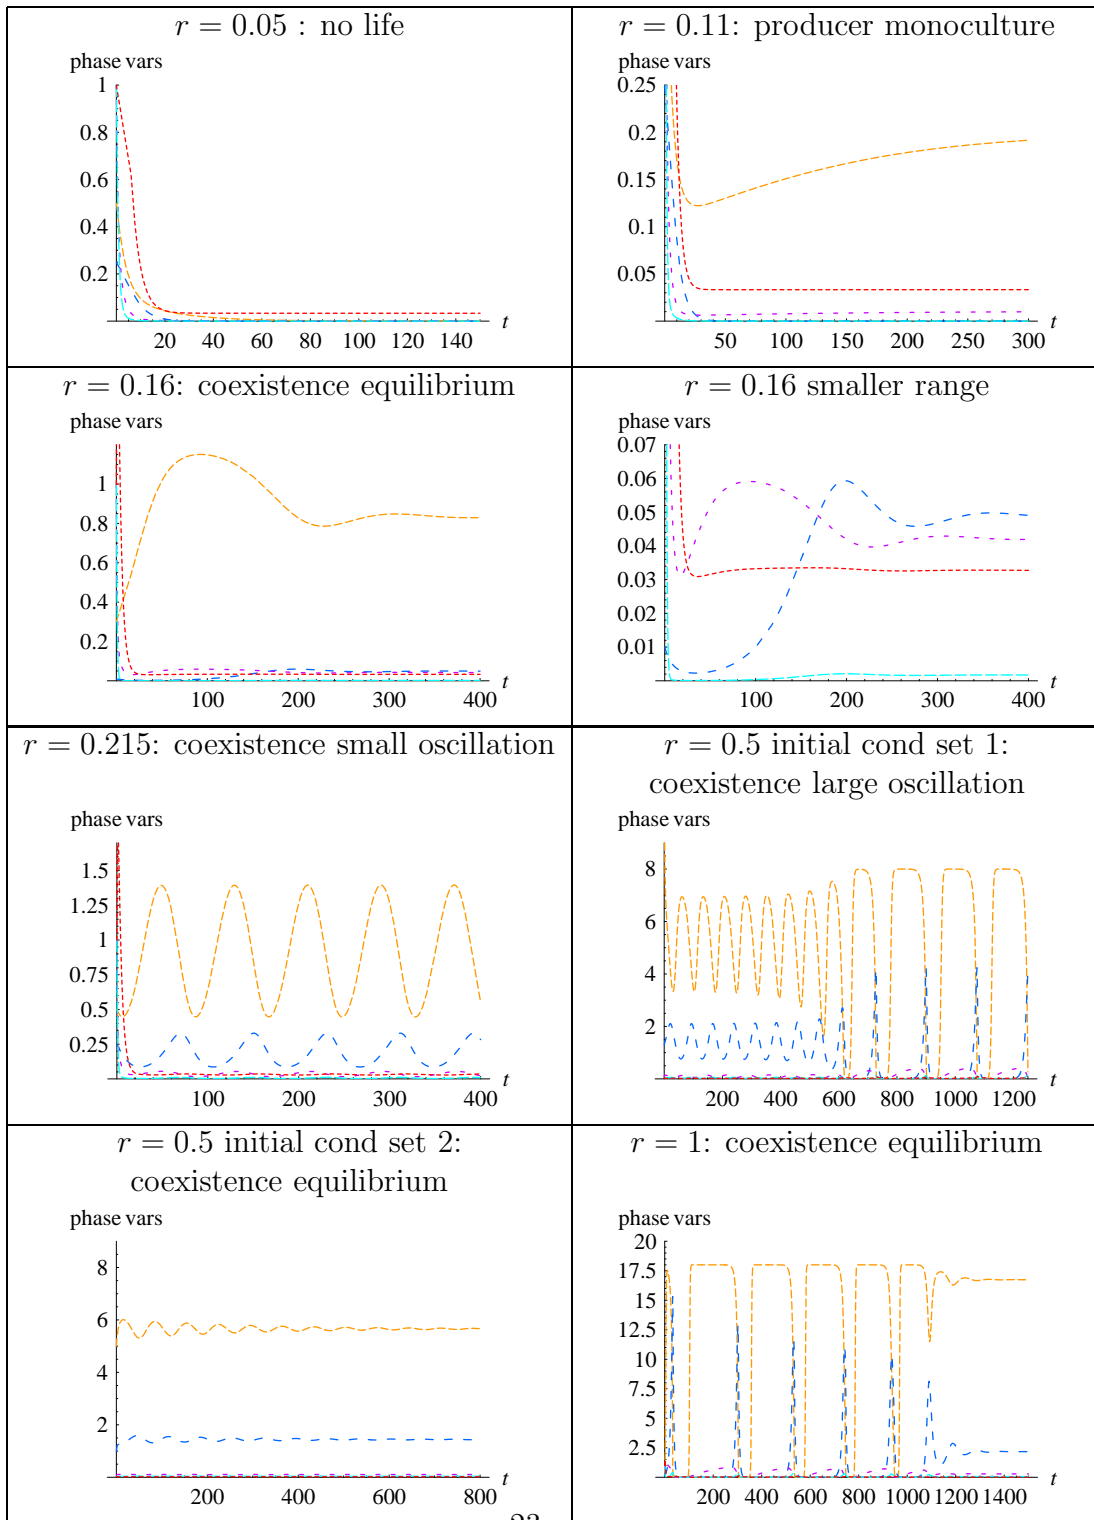 r = 0.05 : no life
phase vars
1
0.8
0.6
0.4
0.2
20 40 60 80 100 120 140 t
r = 0.11: producer monoculture
phase vars
0.25
0.2
0.15
0.1
0.05
50 100 150 200 250 300 t
r = 0.16: coexistence equilibrium
phase vars
1
0.8
0.6
0.4
0.2
100 200 300 400 t
r = 0.16 smaller range
phase vars
0.07
0.06
0.05
0.04
0.03
0.02
0.01
100 200 300 400 t
r = 0.215: coexistence small oscillation
phase vars
1.5
1.25
1
0.75
0.5
0.25
100 200 300 400 t
r = 0.5 initial cond set 1:
coexistence large oscillation
phase vars
8
6
4
2
200 400 600 800 1000 1200 t
r = 0.5 initial cond set 2:
coexistence equilibrium
phase vars
8
6
4
2
200 400 600 800 t
r = 1: coexistence equilibrium
phase vars
20
17.5
15
12.5
10
7.5
5
2.5
200 400 600 800 1000 1200 1400 t